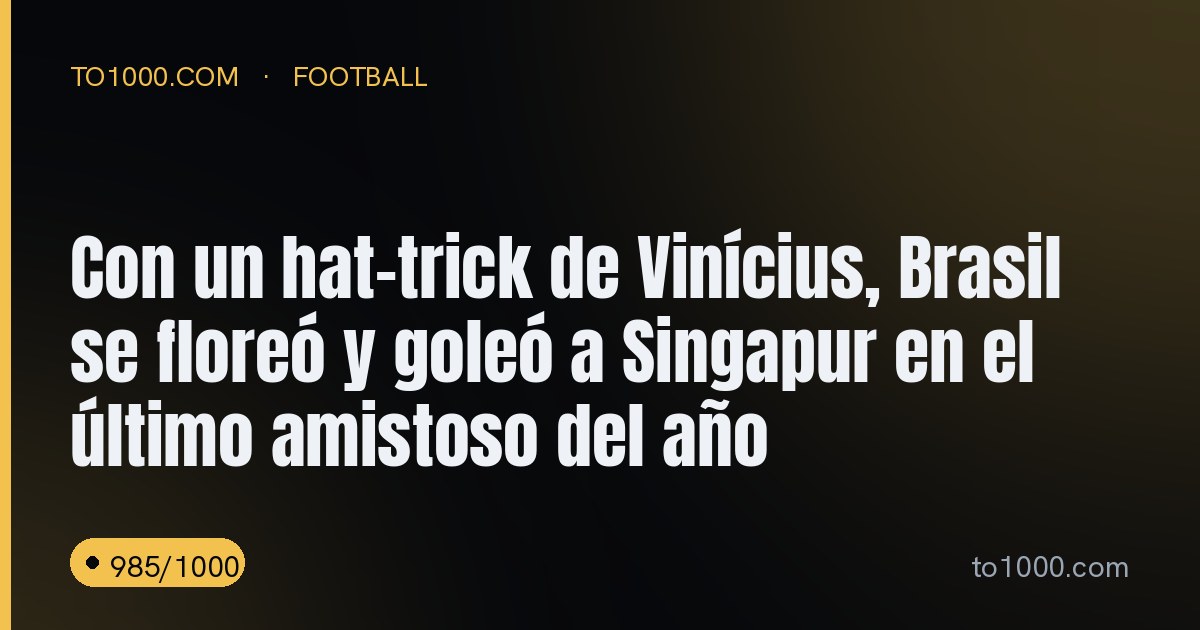 TO1000.COM · FOOTBALL
Con un hat-trick de Vinícius, Brasil
se floreó y goleó a Singapur en el
último amistoso del año
985/1000
to1000.com